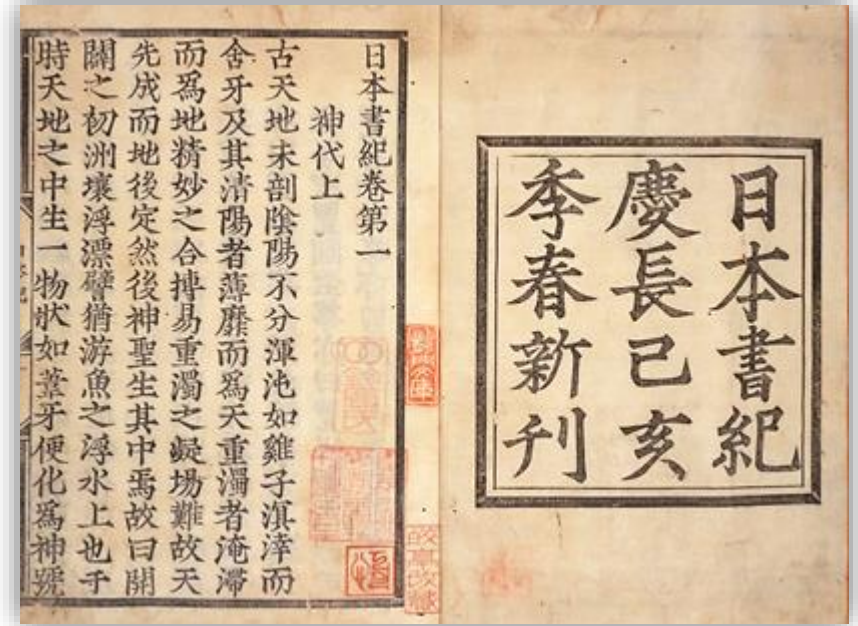 日本書紀
慶長己亥
季春新刊
日本書紀卷第一
神代上
古天地未剖陰陽不分渾沌如雞子溟涬而
含牙及其清陽者薄靡而爲天重濁者淹滯
而爲地精妙之合摶易重濁之凝場難故天
先成而地後定然後神聖生其中焉故曰開
闢之初洲壤浮漂譬猶游魚之浮水上也于
時天地之中生一物狀如葦牙便化爲神號